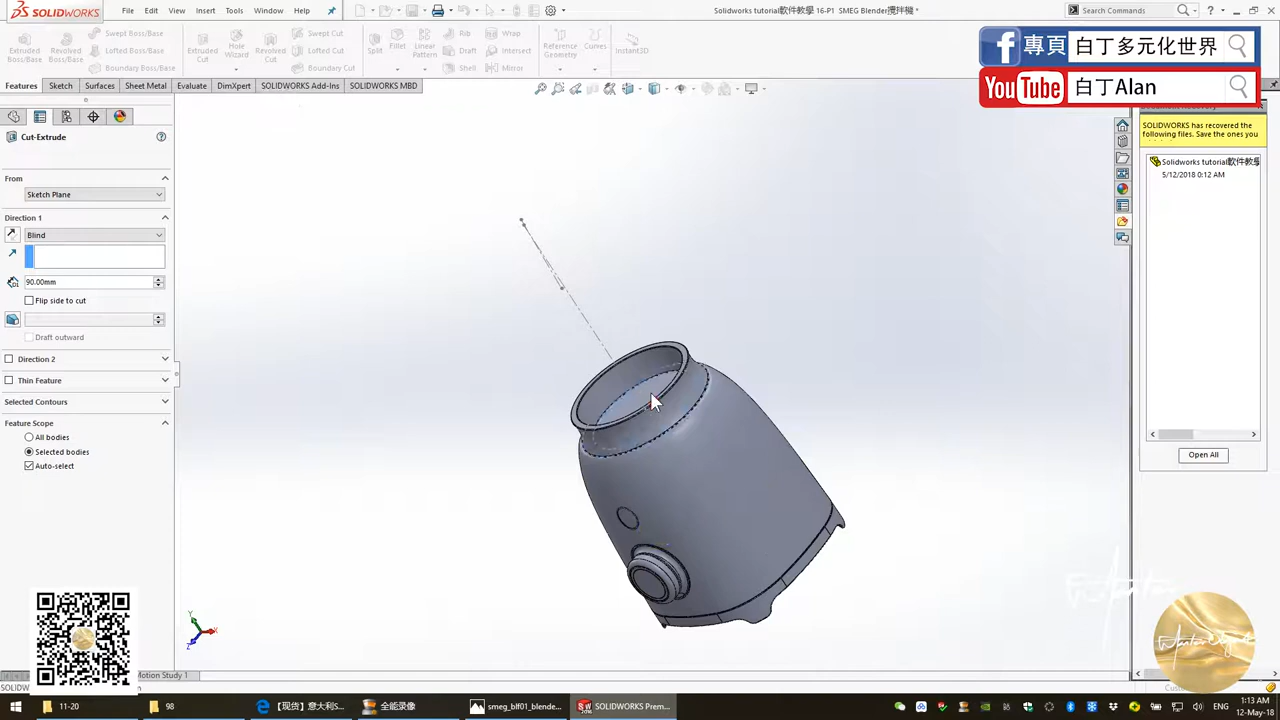 SOLIDWORKS
File Edit View Insert Tools Window Help
Solidworks tutorial軟件教學 16-P1 SMEG Blender攪拌機 *
Search Commands
Extruded Boss/Base
Revolved Boss/Base
Swept Boss/Base
Lofted Boss/Base
Boundary Boss/Base
Extruded Cut
Hole Wizard
Revolved Cut
Swept Cut
Lofted Cut
Boundary Cut
Split
Fillet
Linear Pattern
Rib
Draft
Shell
Wrap
Intersect
Mirror
Reference Geometry
Curves
Instant3D
專頁
白丁多元化世界
YouTube
白丁Alan
Features Sketch Surfaces Sheet Metal Evaluate DimXpert SOLIDWORKS Add-Ins SOLIDWORKS MBD
Cut-Extrude
From
Sketch Plane
Direction 1
Blind
90.00mm
Flip side to cut
Draft outward
Direction 2
Thin Feature
Selected Contours
Feature Scope
All bodies
Selected bodies
Auto-select
SOLIDWORKS has recovered the
following files. Save the ones you
Solidworks tutorial軟件教學
5/12/2018 0:12 AM
Open All
Y
X
Z
Motion Study 1
11-20
98
【现货】意大利S...
smeg_blf01_blende...
SOLIDWORKS Prem...
1:13 AM
12-May-18